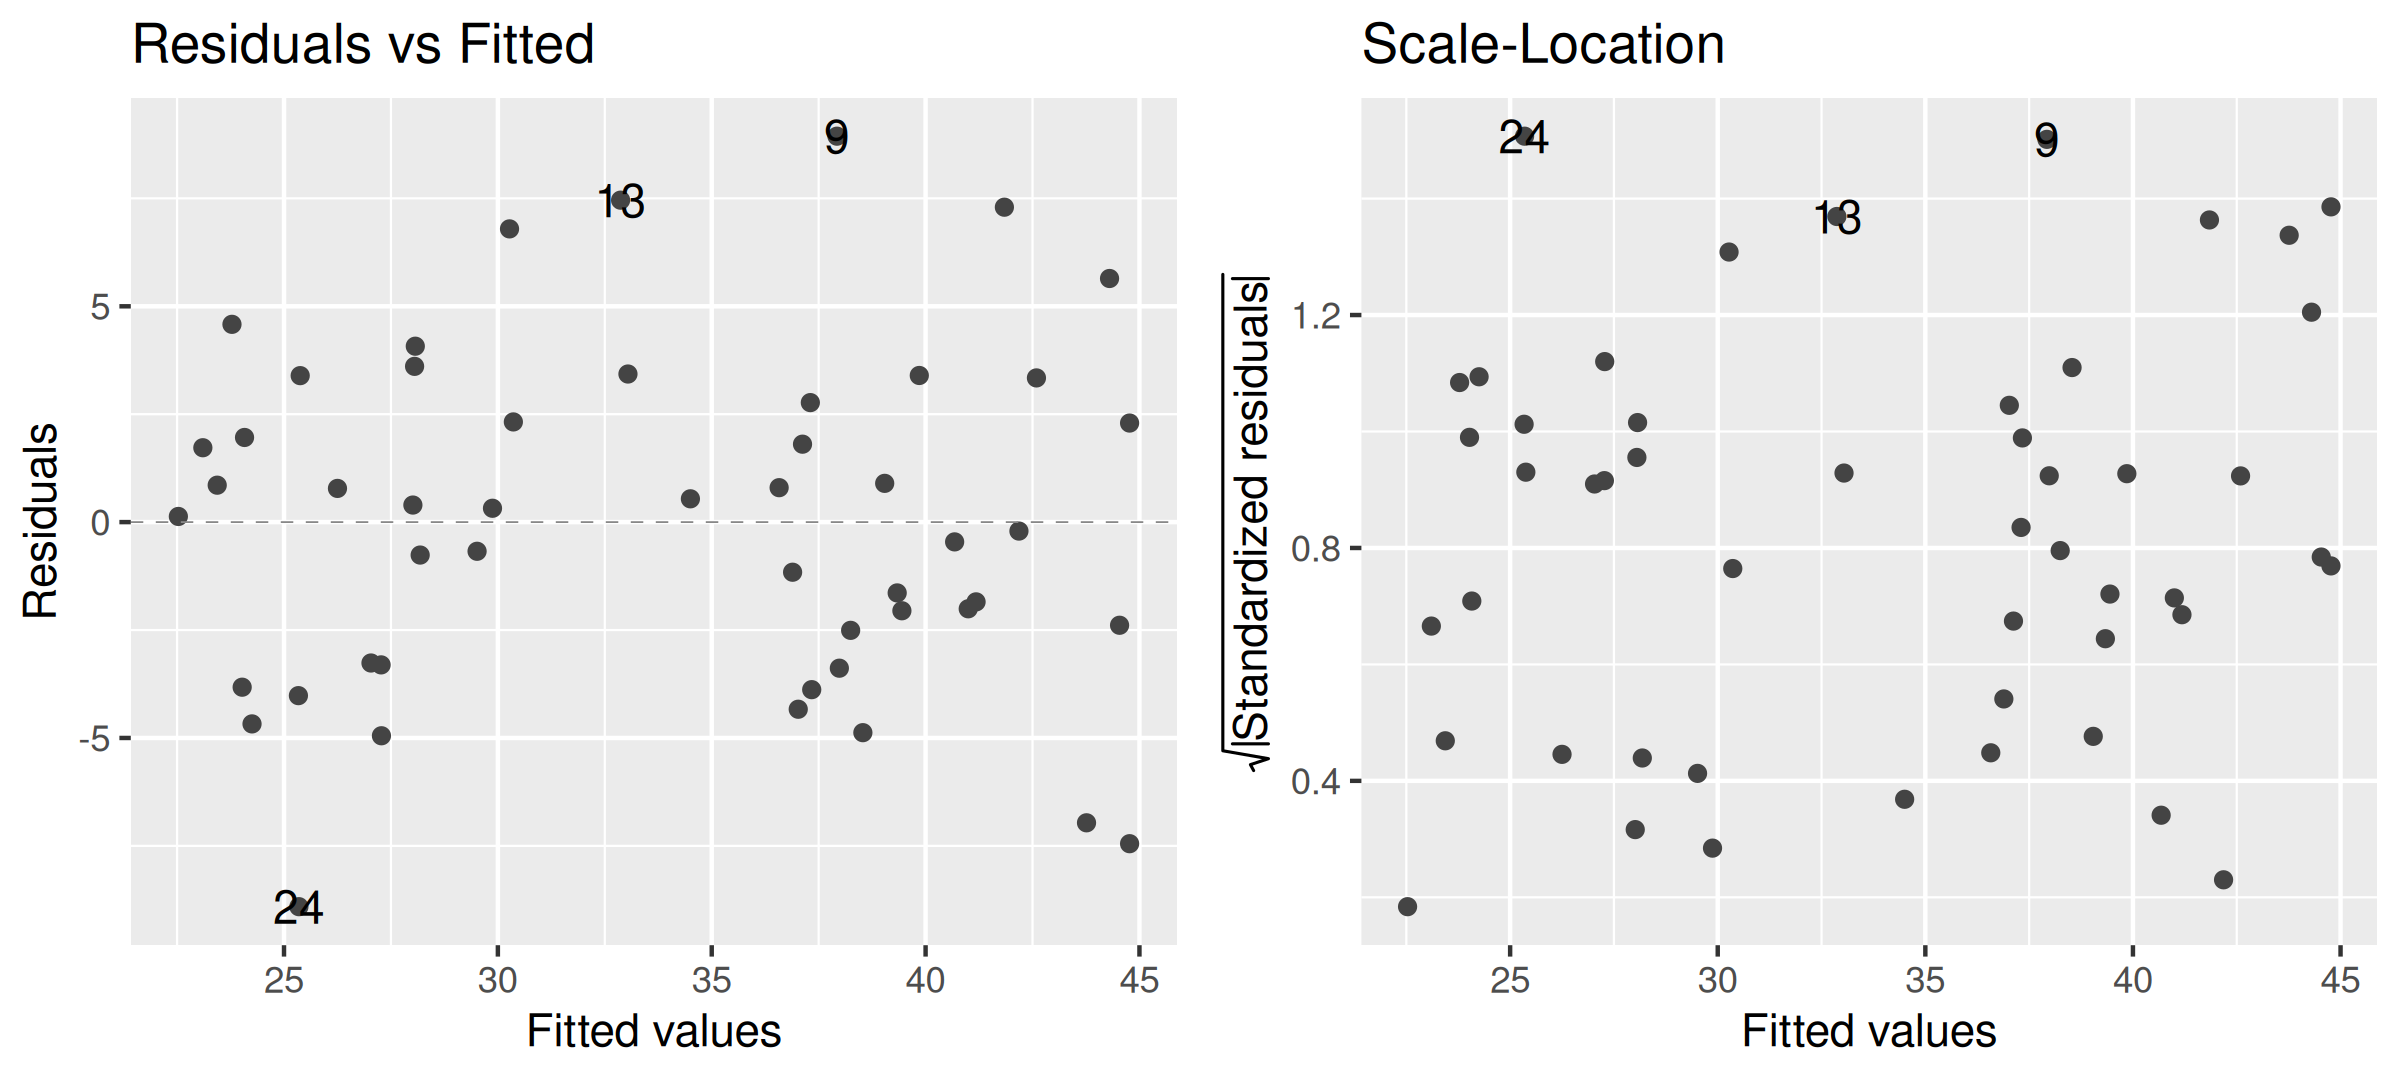 Residuals vs Fitted
9
13
5
0
-5
24
Residuals
25 30 35 40 45
Fitted values
Scale-Location
24
9
13
1.2
0.8
0.4
√|Standardized residuals|
25 30 35 40 45
Fitted values